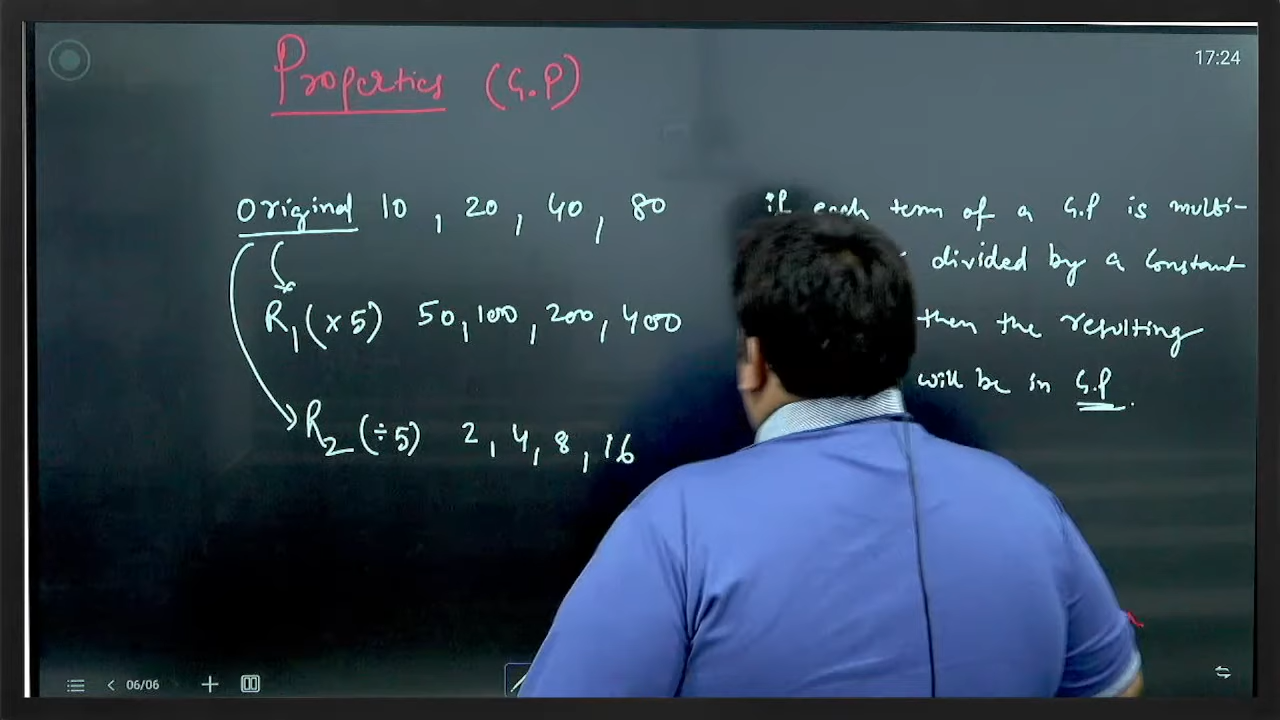 17:24
Properties (G.P)
Original 10, 20, 40, 80
R1 (×5) 50, 100, 200, 400
R2 (÷5) 2, 4, 8, 16
if each term of a G.P is multi-
divided by a constant
then the resulting
will be in G.P.
06/06